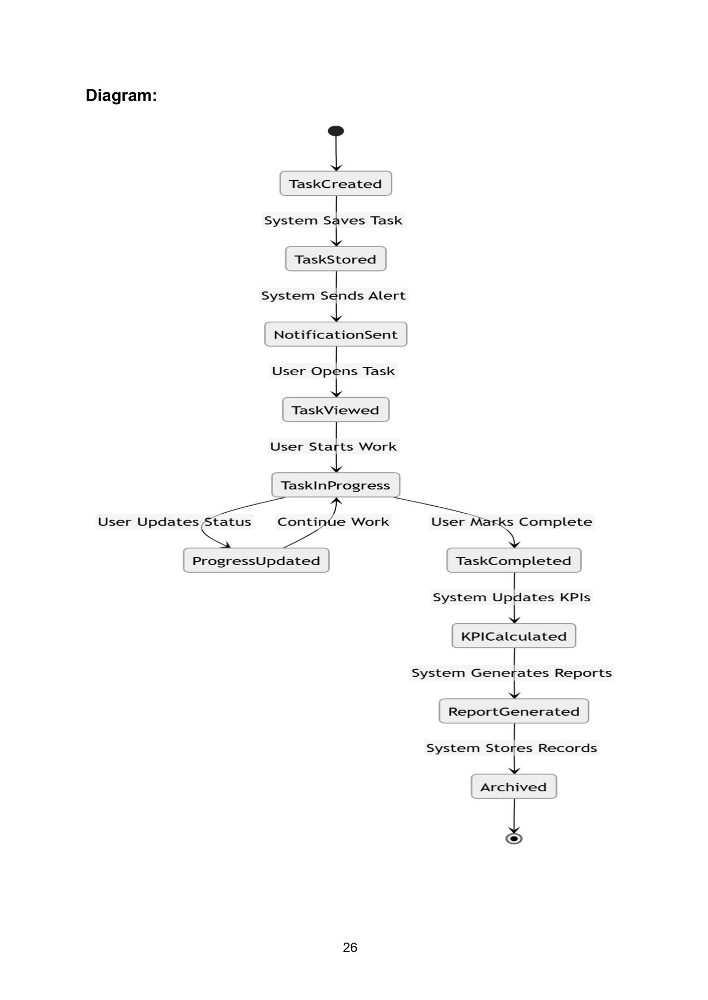 Diagram:
TaskCreated
System Saves Task
TaskStored
System Sends Alert
NotificationSent
User Opens Task
TaskViewed
User Starts Work
TaskInProgress
User Updates Status
Continue Work
User Marks Complete
ProgressUpdated
TaskCompleted
System Updates KPIs
KPICalculated
System Generates Reports
ReportGenerated
System Stores Records
Archived
26